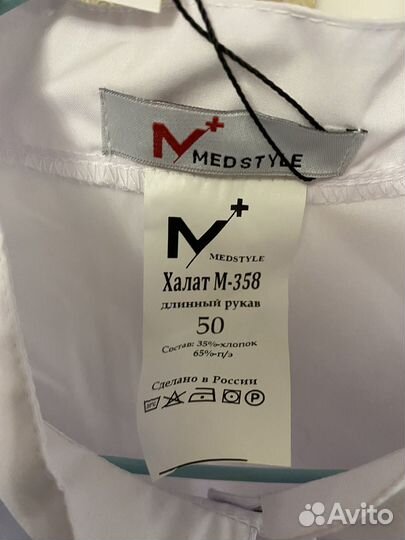 MEDSTYLE
MEDSTYLE
Халат М-358
длинный рукав
50
Состав: 35%-хлопок
65%-п/э
Сделано в России
P
Avito